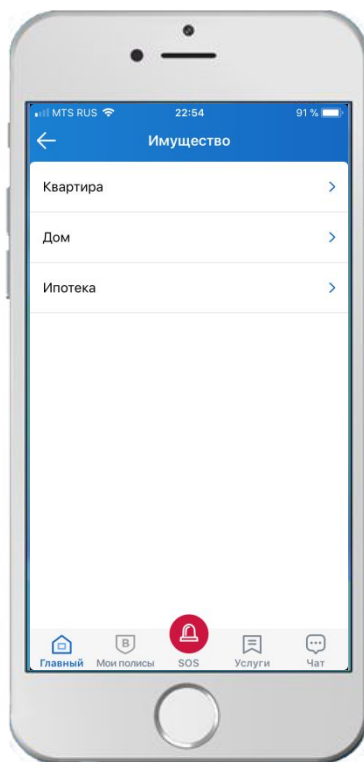 MTS RUS 22:54 91 %
Имущество
Квартира
Дом
Ипотека
B
Главный Мои полисы SOS Услуги Чат